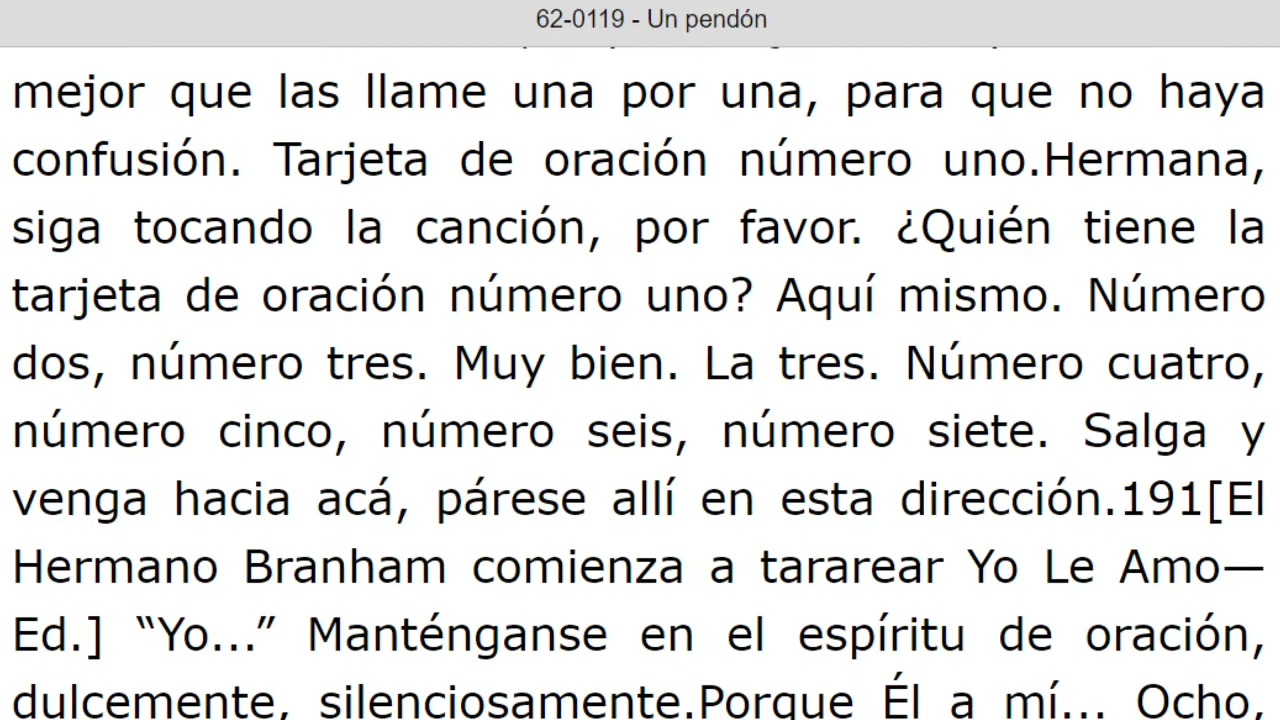 62-0119 - Un pendón
mejor que las llame una por una, para que no haya
confusión. Tarjeta de oración número uno.Hermana,
siga tocando la canción, por favor. ¿Quién tiene la
tarjeta de oración número uno? Aquí mismo. Número
dos, número tres. Muy bien. La tres. Número cuatro,
número cinco, número seis, número siete. Salga y
venga hacia acá, párese allí en esta dirección.191[El
Hermano Branham comienza a tararear Yo Le Amo—
Ed.] “Yo...” Manténganse en el espíritu de oración,
dulcemente, silenciosamente.Porque Él a mí... Ocho,